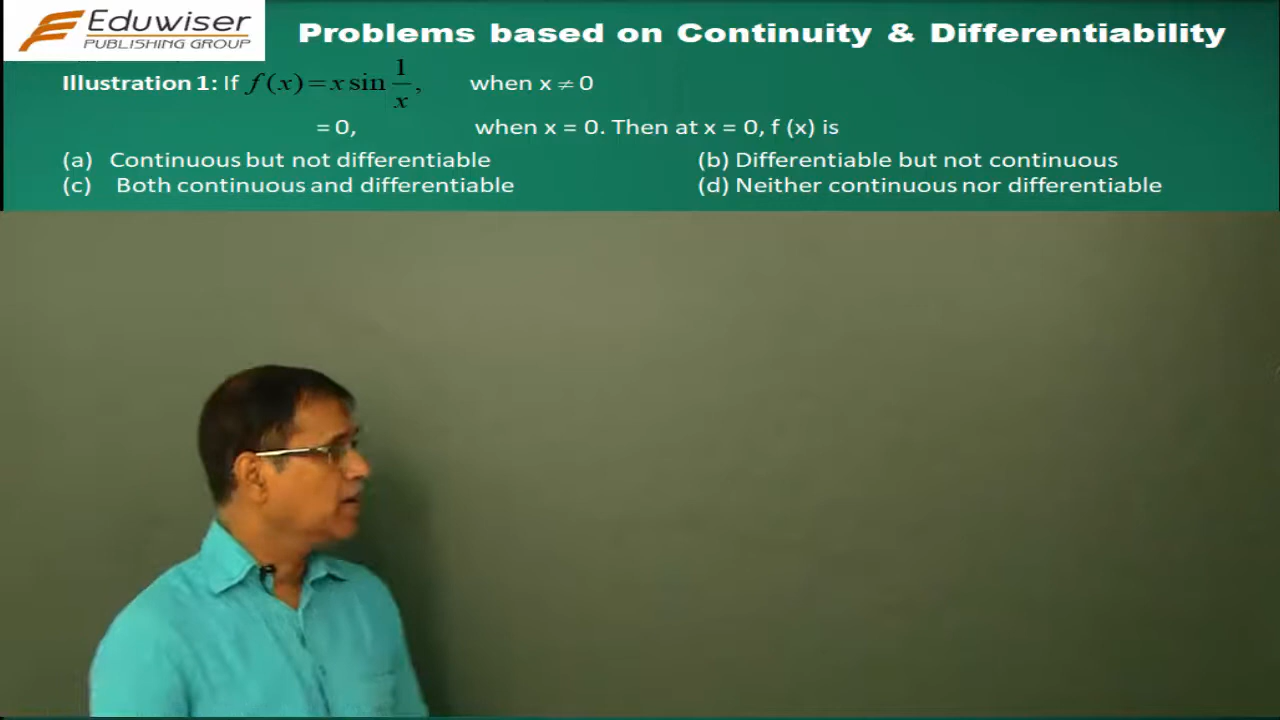 Eduwiser
PUBLISHING GROUP
Problems based on Continuity & Differentiability
Illustration 1: If f(x) = x sin 1/x, when x ≠ 0
= 0, when x = 0. Then at x = 0, f (x) is
(a) Continuous but not differentiable (b) Differentiable but not continuous
(c) Both continuous and differentiable (d) Neither continuous nor differentiable